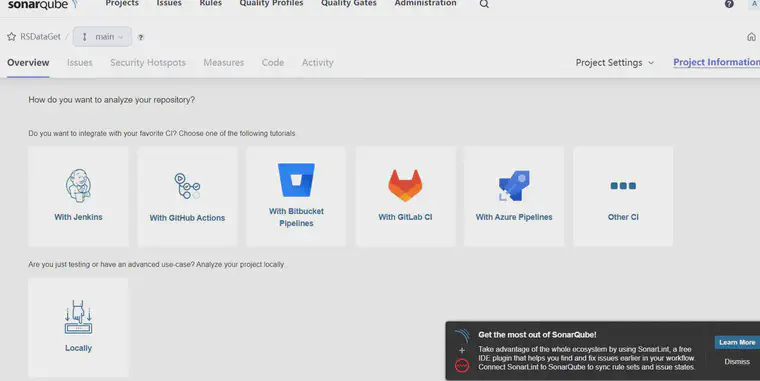 sonarqube Projects Issues Rules Quality Profiles Quality Gates Administration ? A
RSDataGet / main ?
Overview Issues Security Hotspots Measures Code Activity Project Settings Project Information
How do you want to analyze your repository?
Do you want to integrate with your favorite CI? Choose one of the following tutorials.
With Jenkins
With GitHub Actions
With Bitbucket
Pipelines
With GitLab CI
With Azure Pipelines
Other CI
Are you just testing or have an advanced use-case? Analyze your project locally.
Locally
Get the most out of SonarQube!
Take advantage of the whole ecosystem by using SonarLint, a free
IDE plugin that helps you find and fix issues earlier in your workflow.
Connect SonarLint to SonarQube to sync rule sets and issue states.
Learn More
Dismiss